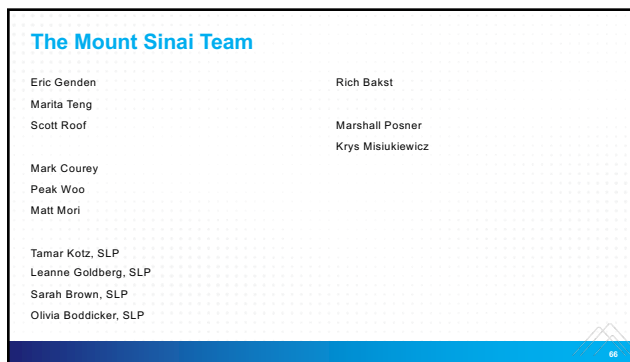 The Mount Sinai Team
Eric Genden
Marita Teng
Scott Roof
Mark Courey
Peak Woo
Matt Mori
Tamar Kotz, SLP
Leanne Goldberg, SLP
Sarah Brown, SLP
Olivia Boddicker, SLP
Rich Bakst
Marshall Posner
Krys Misiukiewicz
66